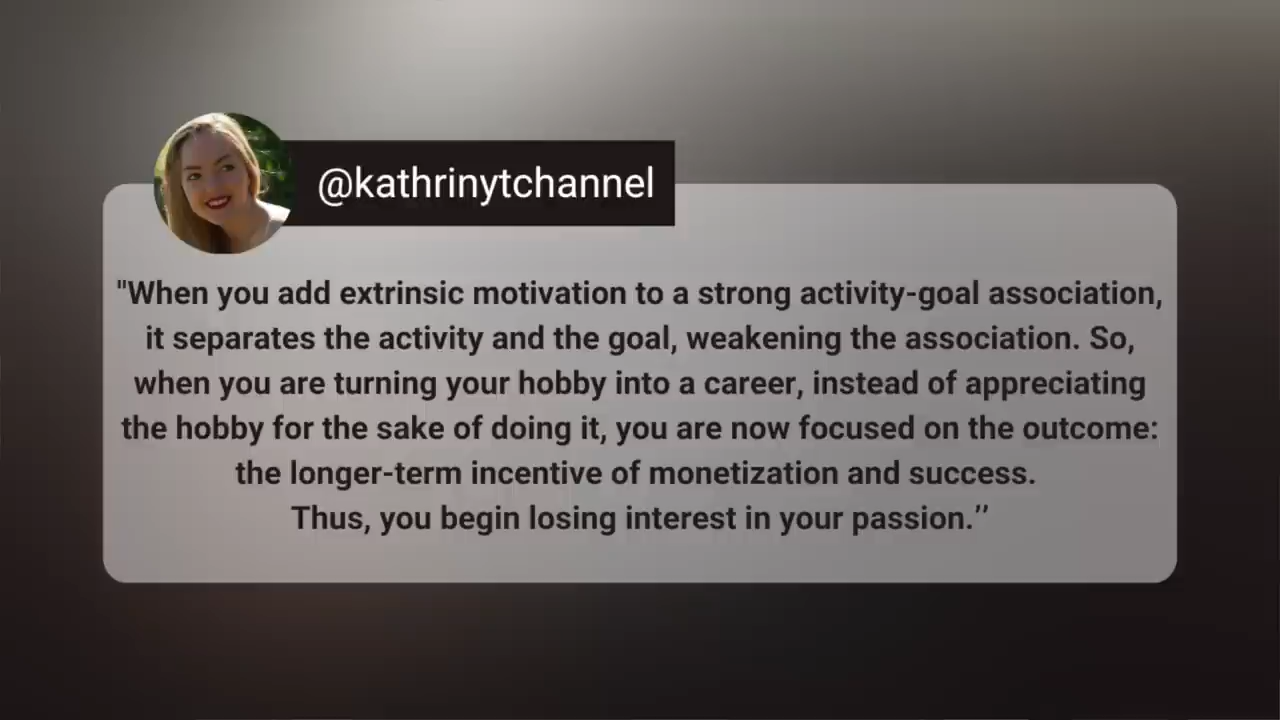 @kathrinytchannel
"When you add extrinsic motivation to a strong activity-goal association,
it separates the activity and the goal, weakening the association. So,
when you are turning your hobby into a career, instead of appreciating
the hobby for the sake of doing it, you are now focused on the outcome:
the longer-term incentive of monetization and success.
Thus, you begin losing interest in your passion.’’